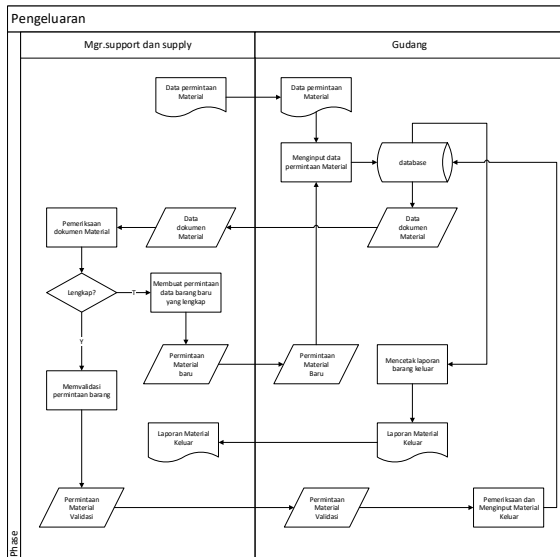 Pengeluaran
Mgr.support dan supply
Gudang
Data permintaan
Material
Data permintaan
Material
Menginput data
permintaan Material
database
Pemeriksaan
dokumen Material
Data
dokumen
Material
Data
dokumen
Material
Lengkap?
T
Membuat permintaan
data barang baru
yang lengkap
Y
Permintaan
Material
baru
Permintaan
Material
Baru
Mencetak laporan
barang keluar
Memvalidasi
permintaan barang
Laporan Material
Keluar
Laporan Material
Keluar
Permintaan
Material
Validasi
Permintaan
Material
Validasi
Pemeriksaan dan
Menginput Material
Keluar
Phase